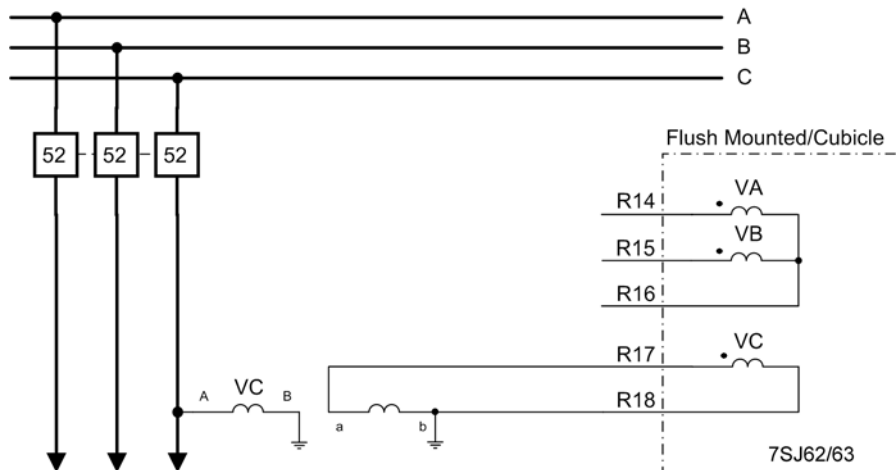 A
B
C
52 52 52
Flush Mounted/Cubicle
R14 VA
R15 VB
R16
R17 VC
A VC B
a b R18
7SJ62/63